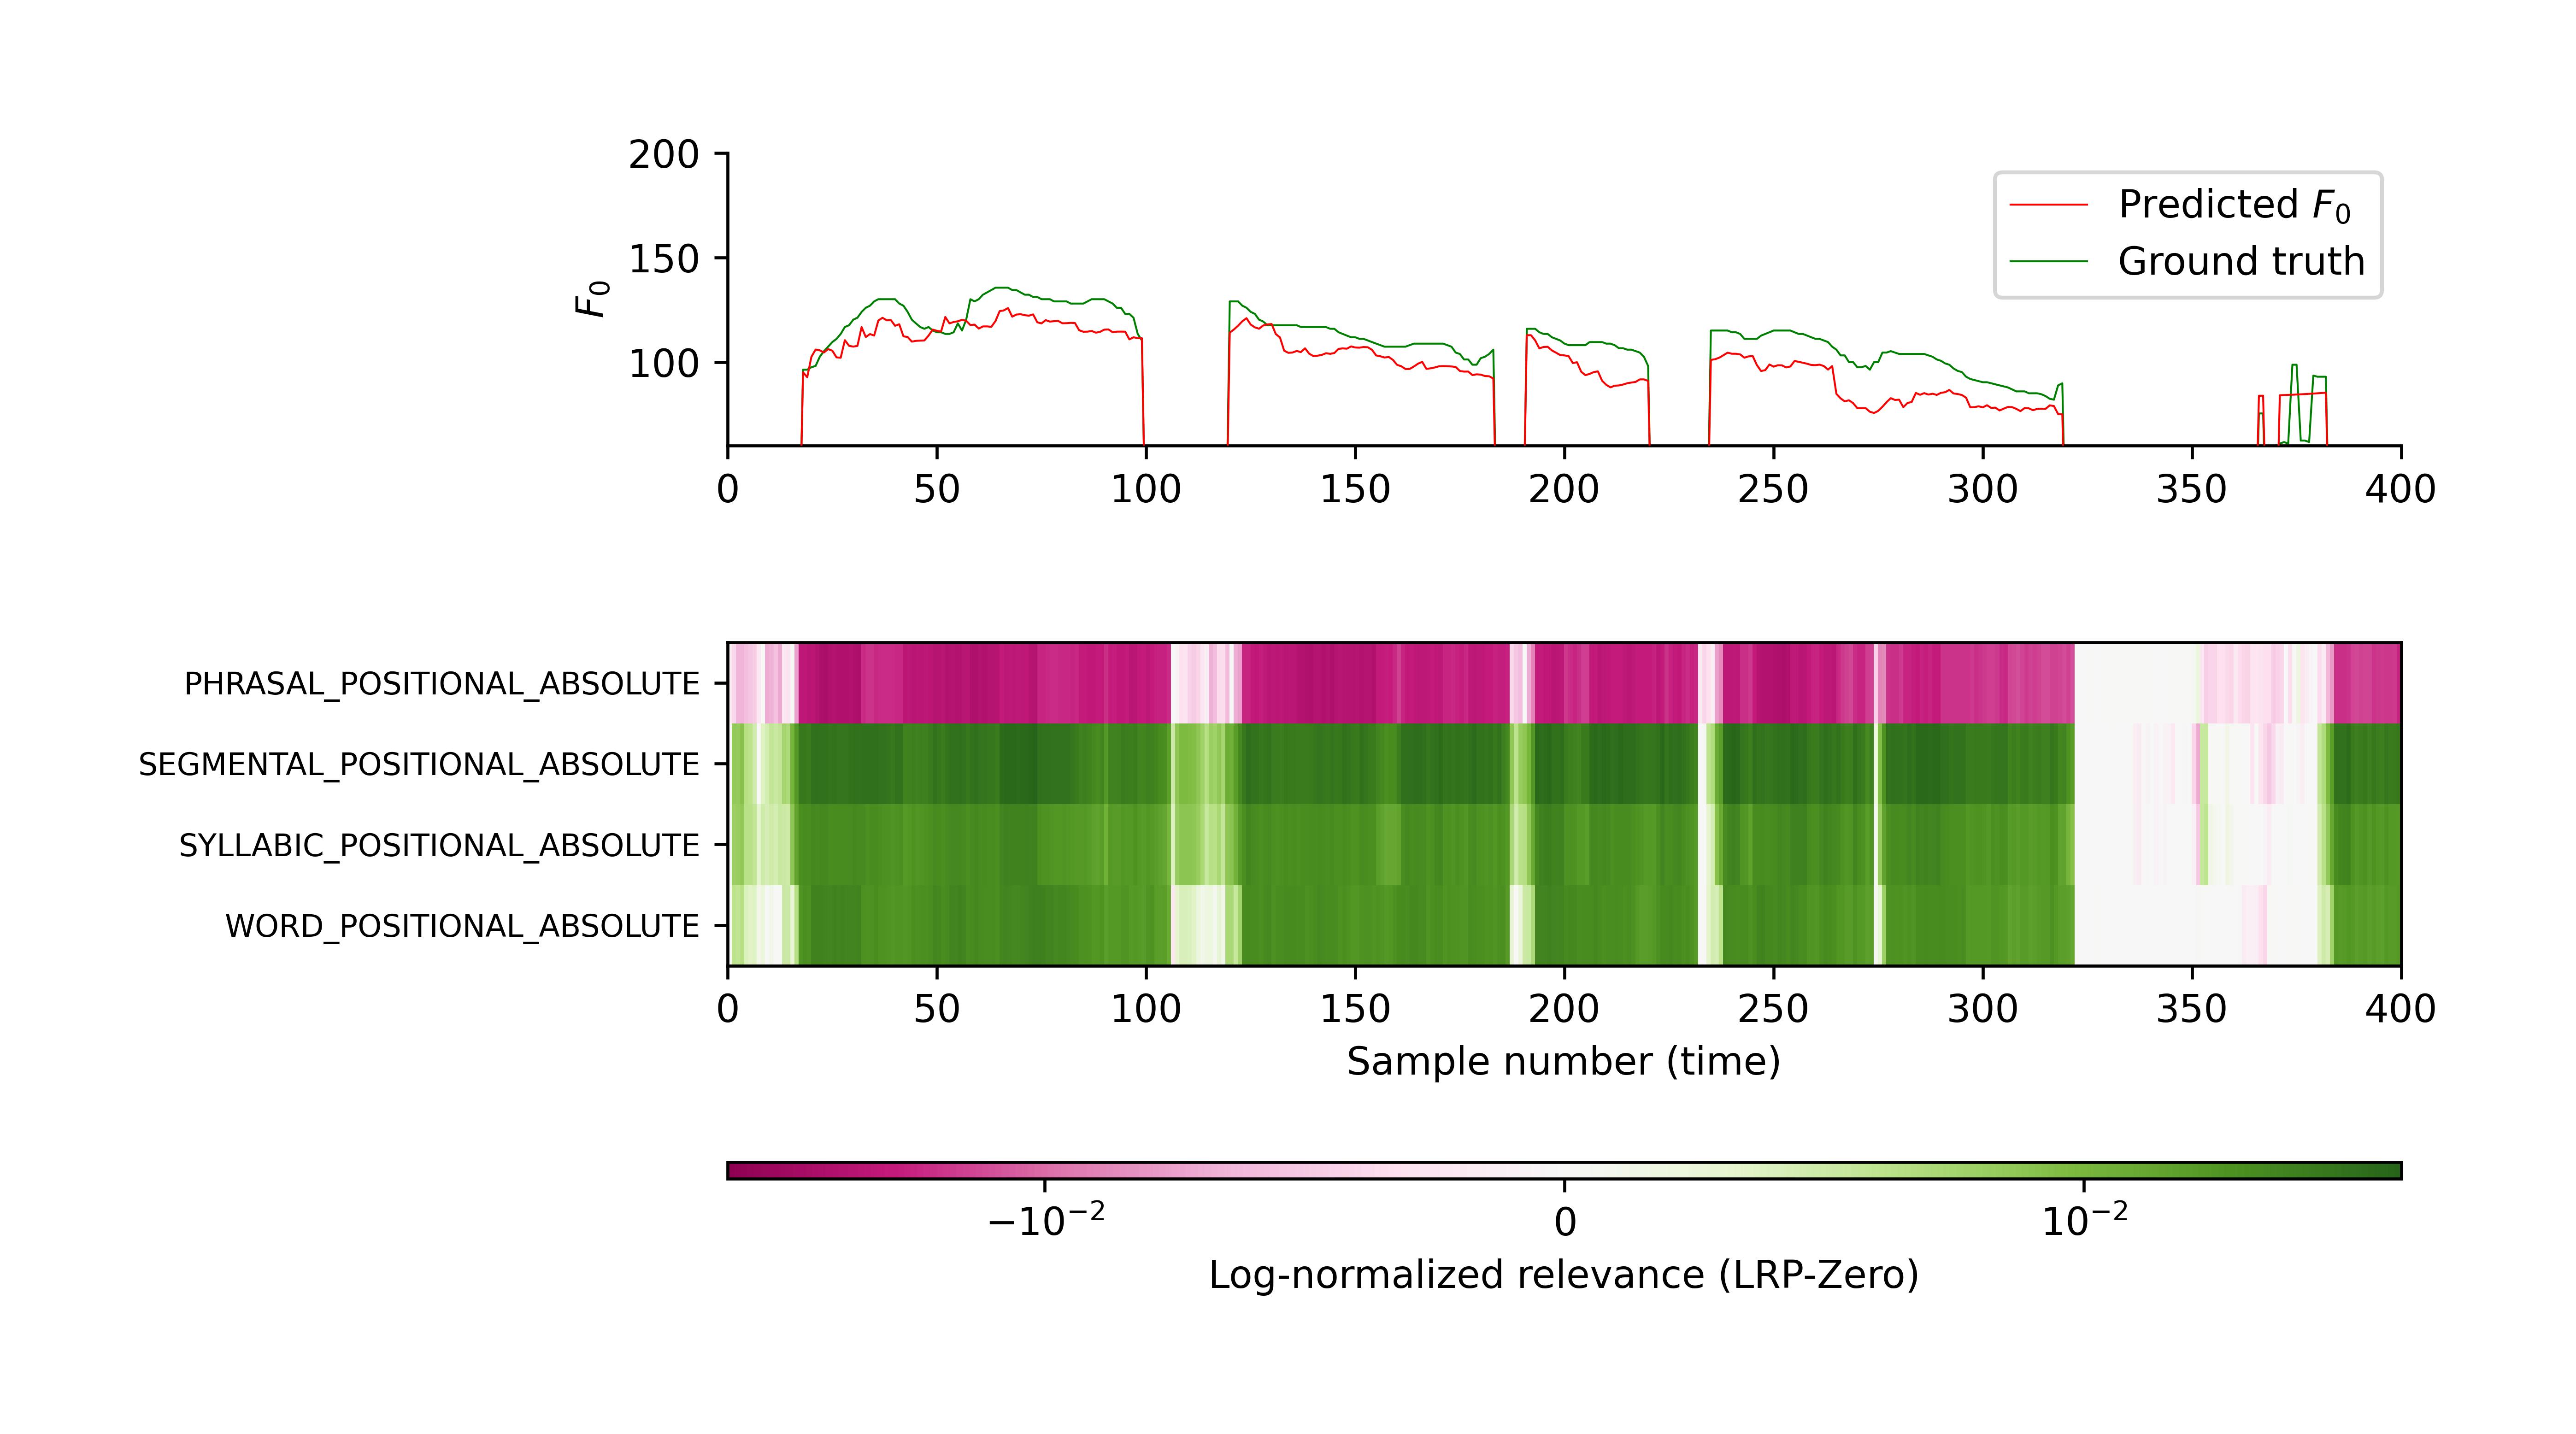 200
150
100
F₀
Predicted F₀
Ground truth
0 50 100 150 200 250 300 350 400
PHRASAL_POSITIONAL_ABSOLUTE
SEGMENTAL_POSITIONAL_ABSOLUTE
SYLLABIC_POSITIONAL_ABSOLUTE
WORD_POSITIONAL_ABSOLUTE
0 50 100 150 200 250 300 350 400
Sample number (time)
−10⁻² 0 10⁻²
Log-normalized relevance (LRP-Zero)